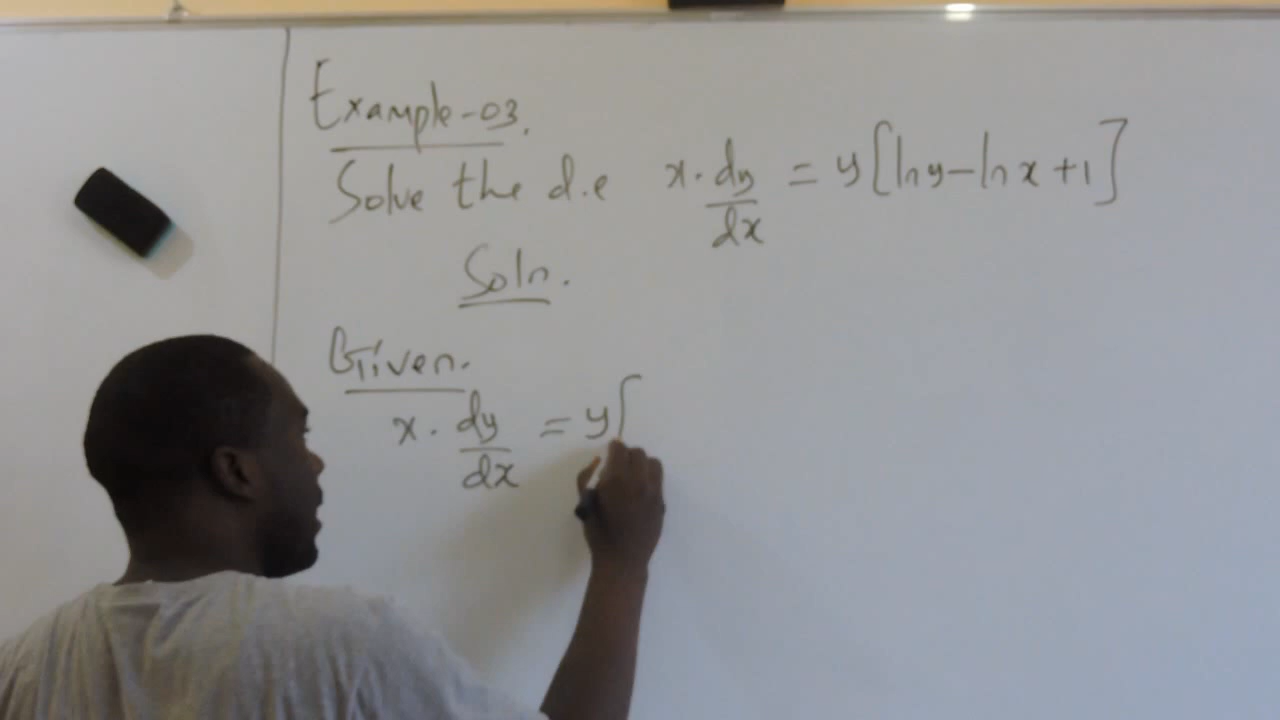 Example-03.
Solve the d.e x. dy/dx = y[ln y - ln x + 1]
Soln.
Given.
x. dy/dx = y[